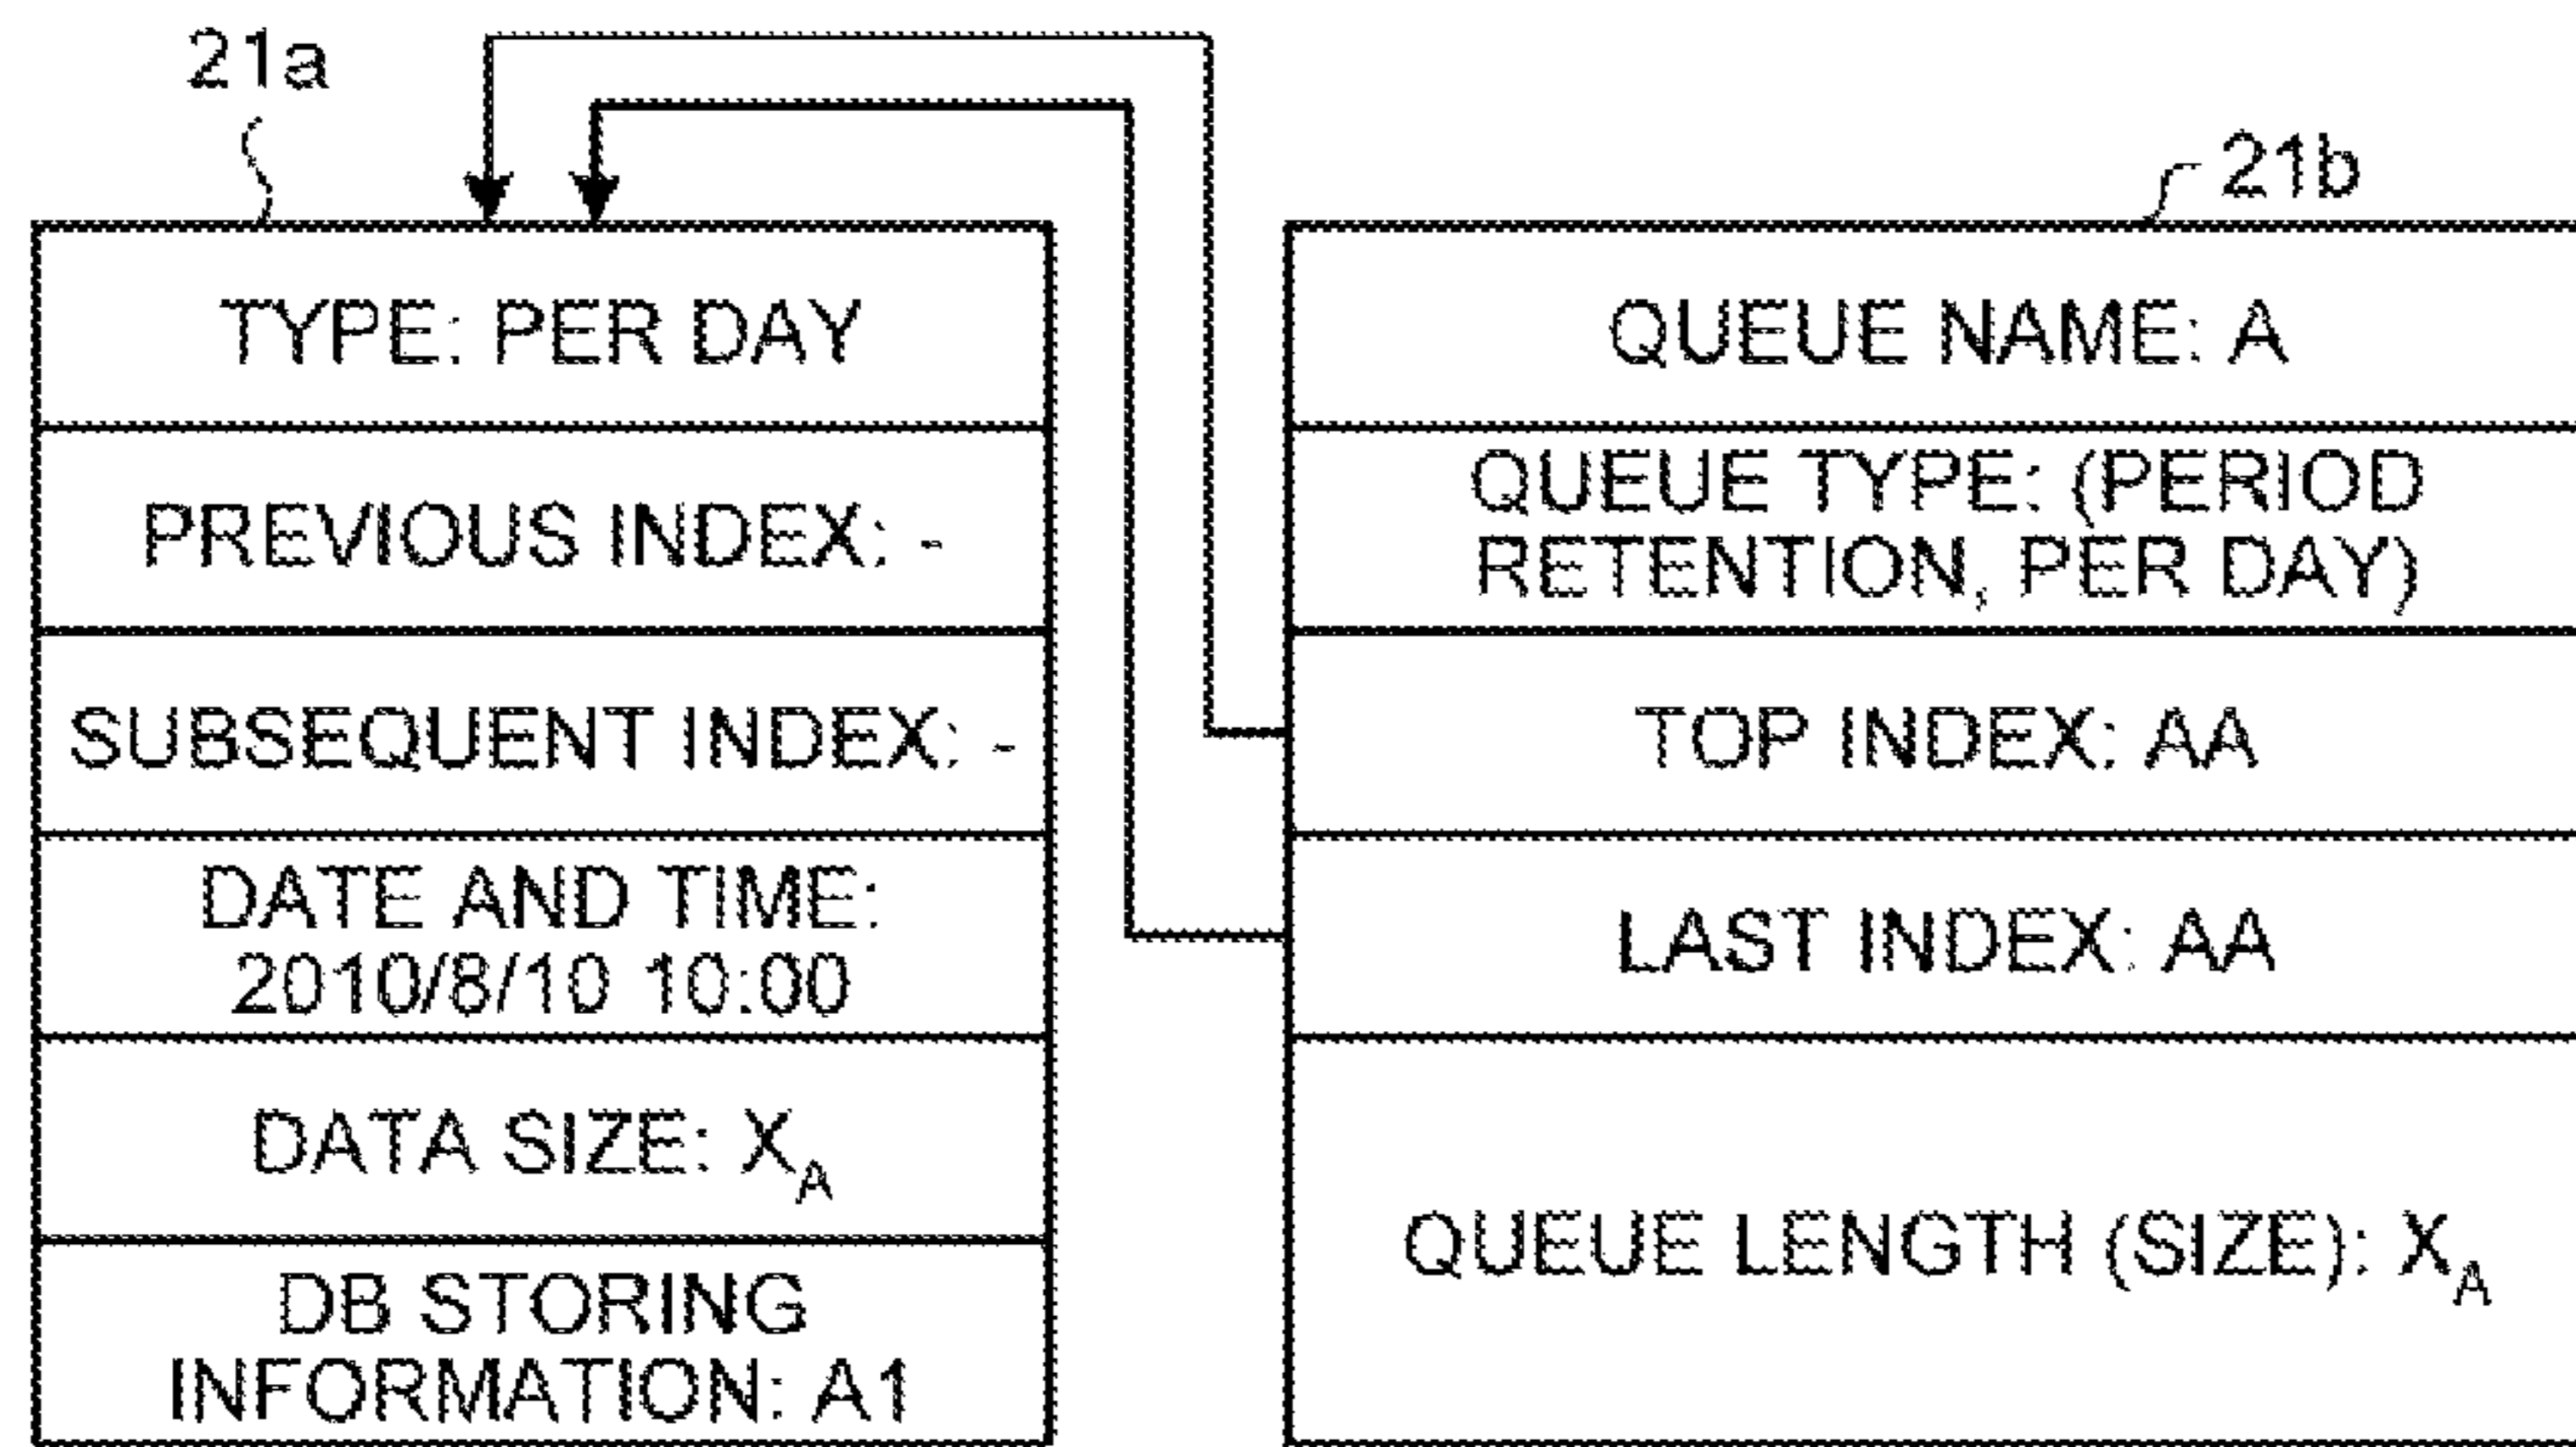 21a
21b
TYPE: PER DAY
PREVIOUS INDEX: -
SUBSEQUENT INDEX: -
DATE AND TIME:
2010/8/10 10:00
DATA SIZE: XA
DB STORING
INFORMATION: A1
QUEUE NAME: A
QUEUE TYPE: (PERIOD
RETENTION, PER DAY)
TOP INDEX: AA
LAST INDEX: AA
QUEUE LENGTH (SIZE): XA